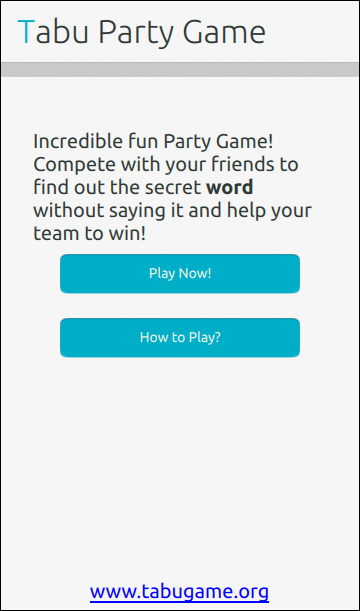 Tabu Party Game
Incredible fun Party Game!
Compete with your friends to
find out the secret word
without saying it and help your
team to win!
Play Now!
How to Play?
www.tabugame.org